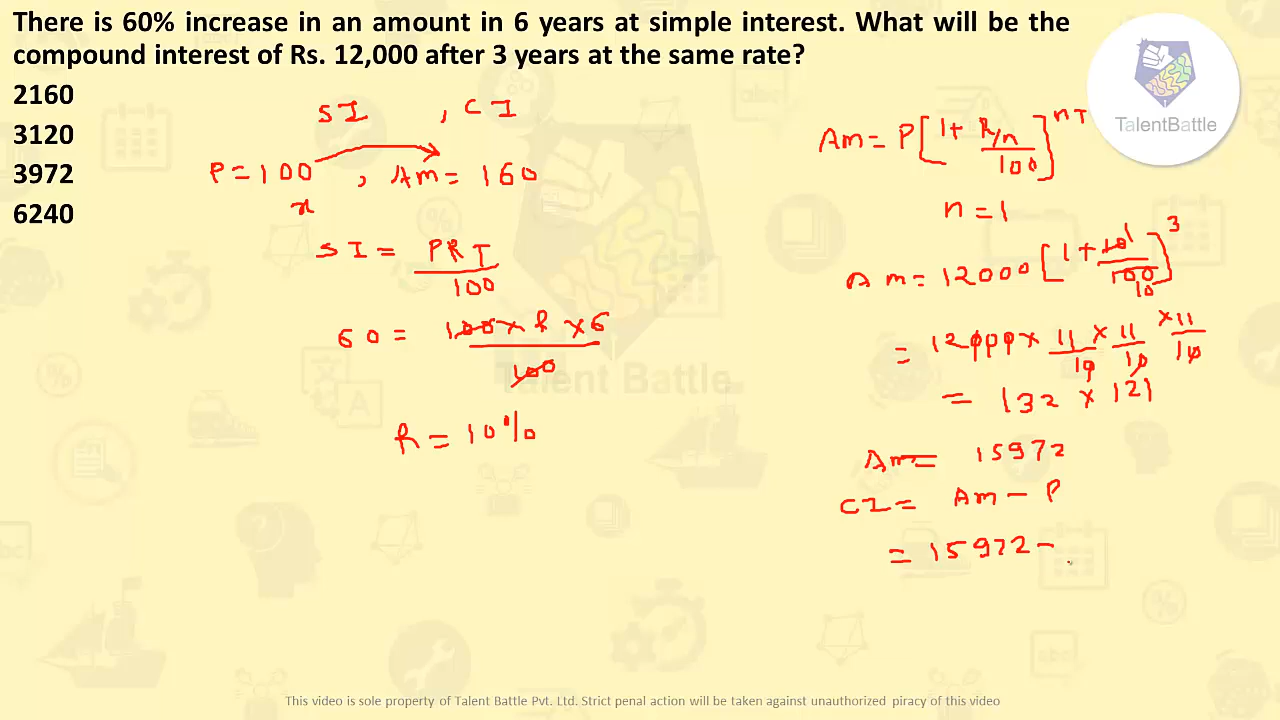 There is 60% increase in an amount in 6 years at simple interest. What will be the
compound interest of Rs. 12,000 after 3 years at the same rate?
2160
3120
3972
6240
SI , CI
P = 100 , Am = 160
x
SI = PRT/100
60 = 100 × R × 6/100
R = 10%
Am = P[1 + R/n/100]^nT
n = 1
Am = 12000[1 + 10 1/100 10]^3
= 12000 × 11/10 × 11/10 × 11/10
= 132 × 121
Am = 15972
CI = Am − P
= 15972 −
TalentBattle
Talent Battle
This video is sole property of Talent Battle Pvt. Ltd. Strict penal action will be taken against unauthorized piracy of this video